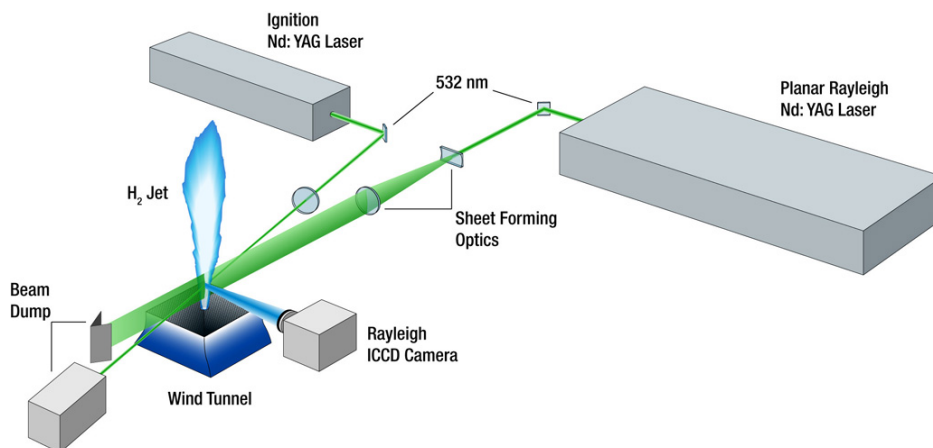 Ignition
Nd: YAG Laser
532 nm
Planar Rayleigh
Nd: YAG Laser
H₂ Jet
Sheet Forming
Optics
Beam
Dump
Rayleigh
ICCD Camera
Wind Tunnel